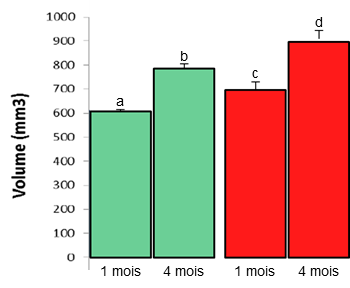 Volume (mm3)
1000
900
800
700
600
500
400
300
200
100
0
a
b
c
d
1 mois
4 mois
1 mois
4 mois